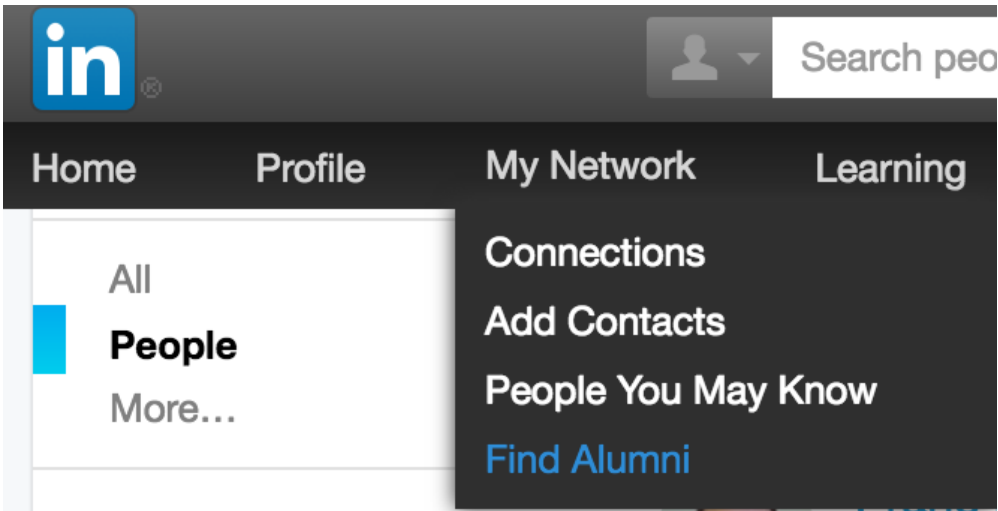 in ®
Search peo
Home Profile My Network Learning
Connections
Add Contacts
People You May Know
Find Alumni
All
People
More...